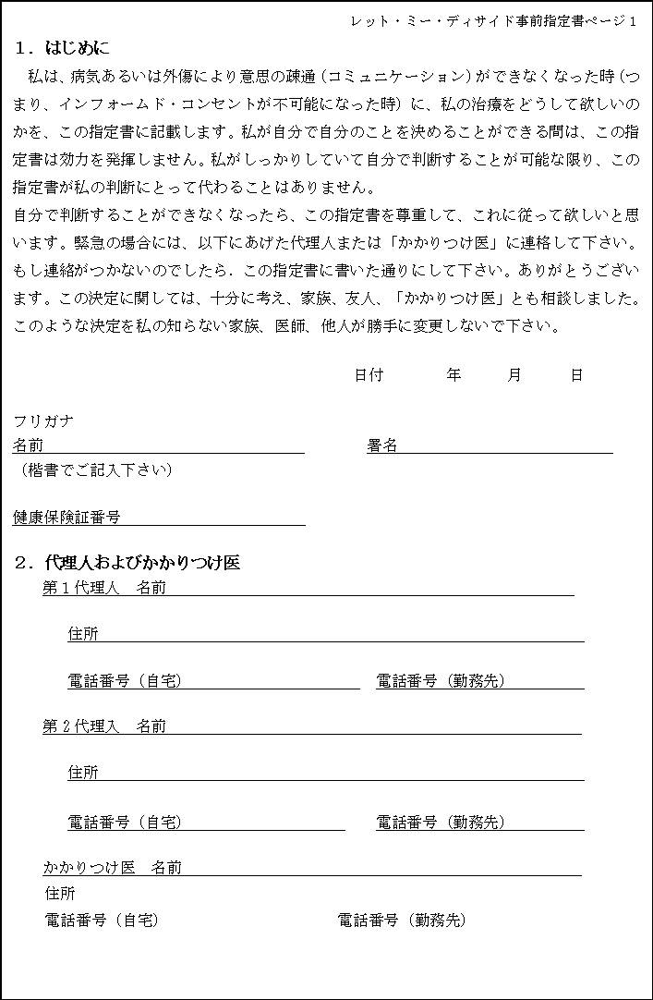 レット・ミー・ディサイド事前指定書ページ１
１．はじめに
私は、病気あるいは外傷により意思の疎通（コミュニケーション）ができなくなった時（つ
まり、インフォームド・コンセントが不可能になった時）に、私の治療をどうして欲しいの
かを、この指定書に記載します。私が自分で自分のことを決めることができる間は、この指
定書は効力を発揮しません。私がしっかりしていて自分で判断することが可能な限り、この
指定書が私の判断にとって代わることはありません。
自分で判断することができなくなったら、この指定書を尊重して、これに従って欲しいと思
います。緊急の場合には、以下にあげた代理人または「かかりつけ医」に連格して下さい。
もし連絡がつかないのでしたら．この指定書に書いた通りにして下さい。ありがとうござい
ます。この決定に関しては、十分に考え、家族、友人、「かかりつけ医」とも相談しました。
このような決定を私の知らない家族、医師、他人が勝手に変更しないで下さい。
日付　年　月　日
フリガナ
名前　署名
（楷書でご記入下さい）
健康保険証番号
２．代理人およびかかりつけ医
第１代理人　名前
住所
電話番号（自宅）　電話番号（勤務先）
第２代理入　名前
住所
電話番号（自宅）　電話番号（勤務先）
かかりつけ医　名前
住所
電話番号（自宅）　電話番号（勤務先）